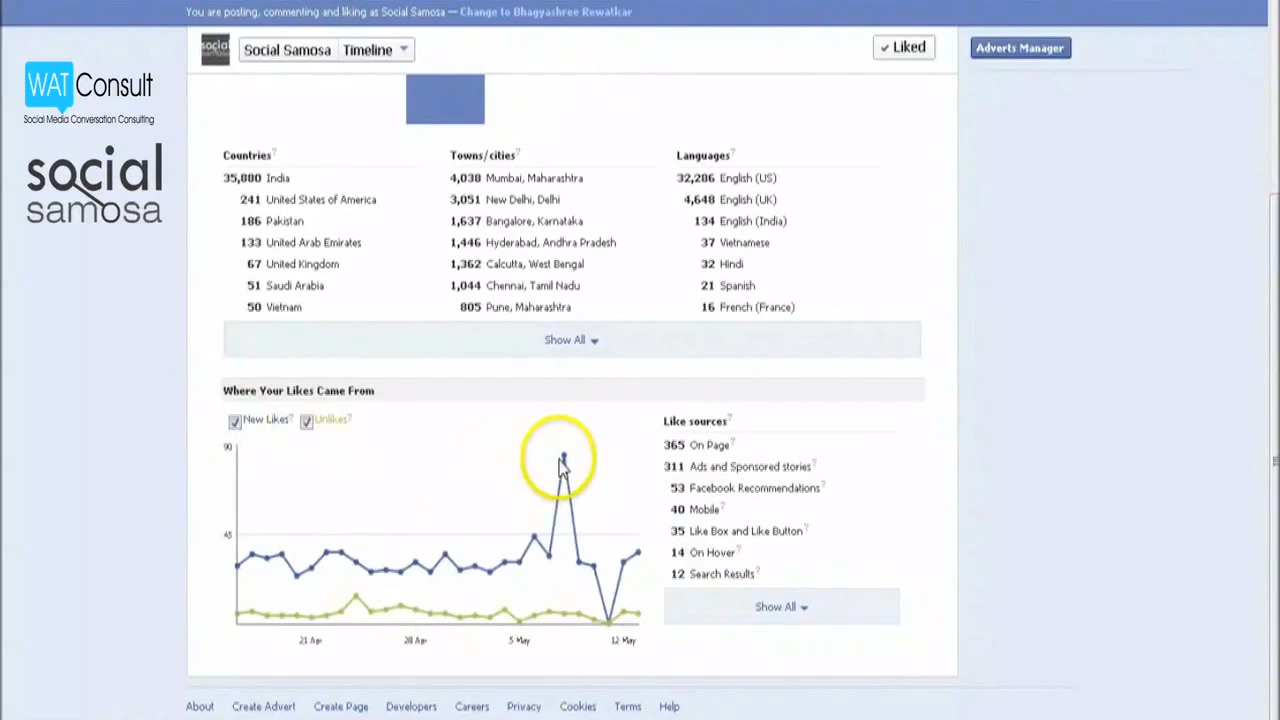 You are posting, commenting and liking as Social Samosa — Change to Bhagyashree Rewatkar
social samosa
Social Samosa Timeline
✔ Liked
Adverts Manager
WAT Consult
Social Media Conversation Consulting
social
samosa
Countries? Towns/cities? Languages?
35,880 India 4,038 Mumbai, Maharashtra 32,286 English (US)
241 United States of America 3,051 New Delhi, Delhi 4,648 English (UK)
186 Pakistan 1,637 Bangalore, Karnataka 134 English (India)
133 United Arab Emirates 1,446 Hyderabad, Andhra Pradesh 37 Vietnamese
67 United Kingdom 1,362 Calcutta, West Bengal 32 Hindi
51 Saudi Arabia 1,044 Chennai, Tamil Nadu 21 Spanish
50 Vietnam 805 Pune, Maharashtra 16 French (France)
Show All
Where Your Likes Came From
New Likes? Unlikes?
90
45
21 Apr 28 Apr 5 May 12 May
Like sources?
365 On Page?
311 Ads and Sponsored stories?
53 Facebook Recommendations?
40 Mobile?
35 Like Box and Like Button?
14 On Hover?
12 Search Results?
Show All
About Create Advert Create Page Developers Careers Privacy Cookies Terms Help